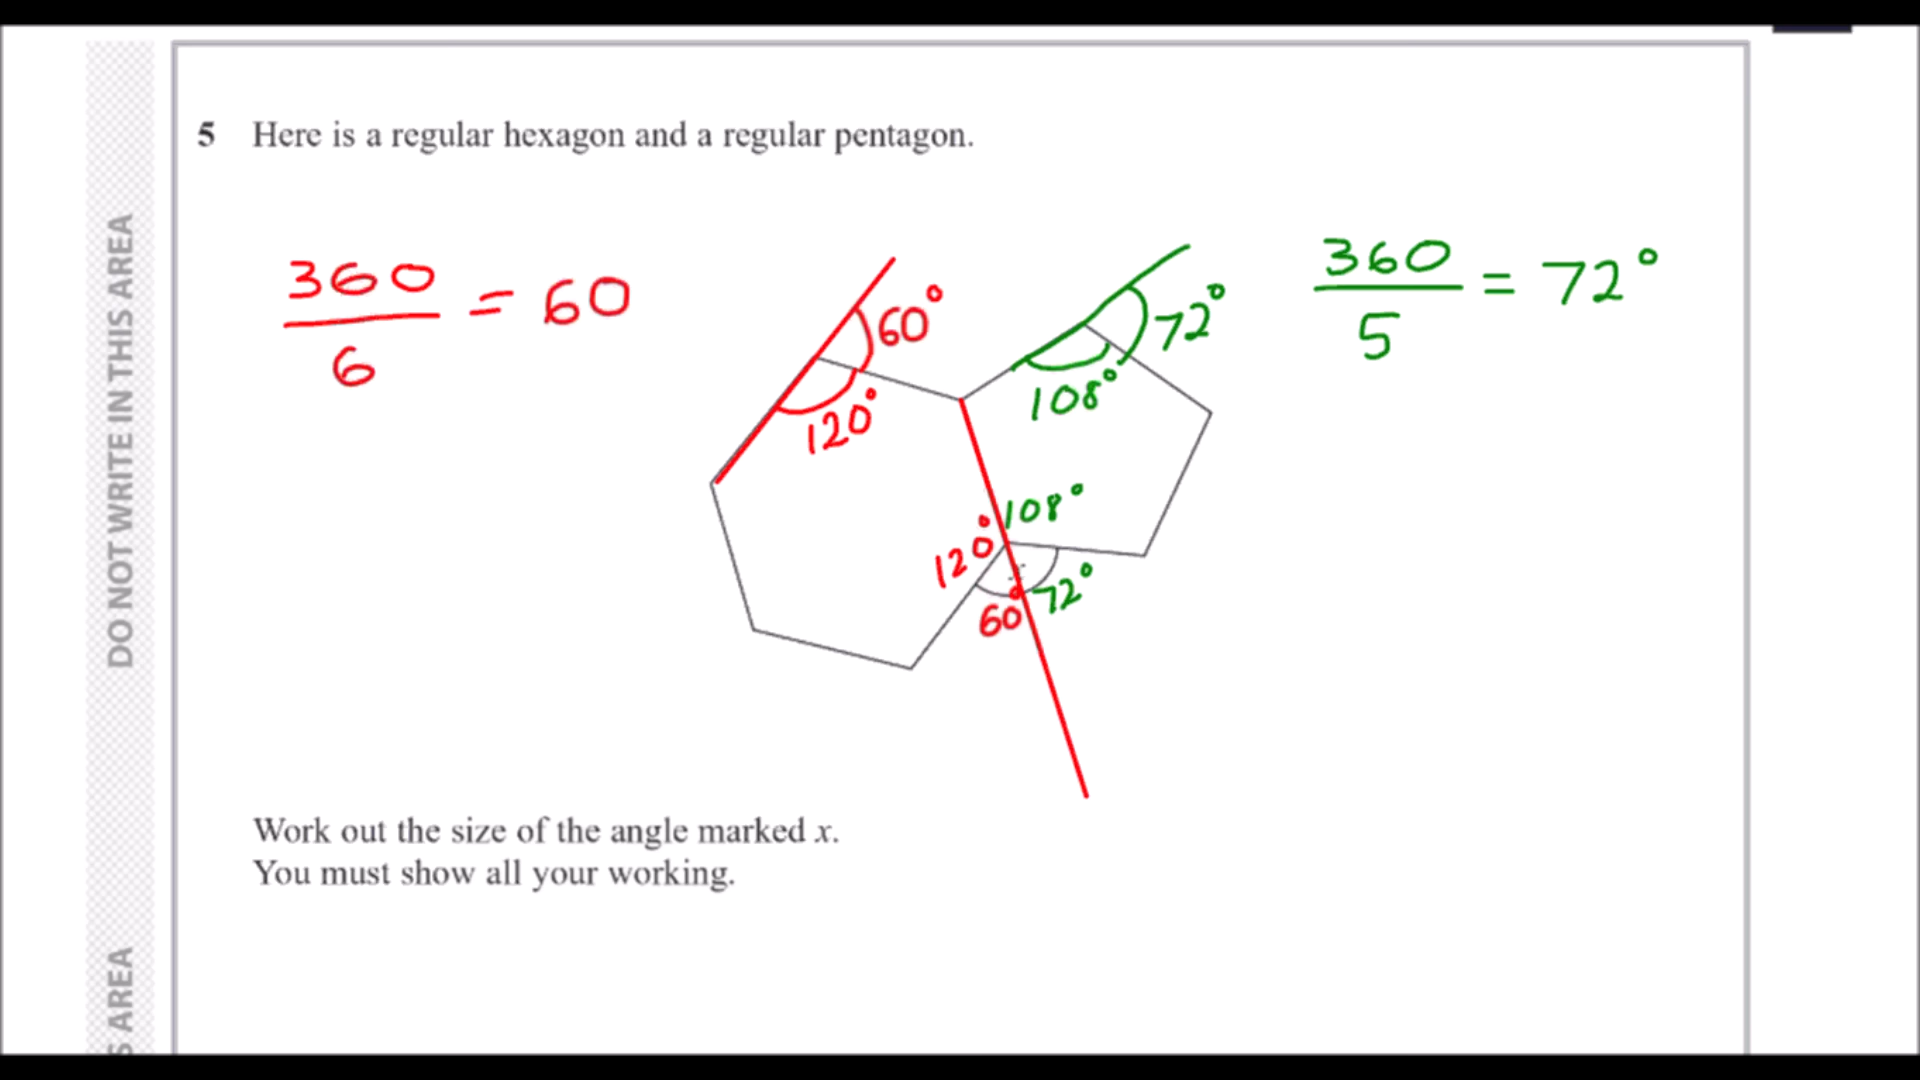 DO NOT WRITE IN THIS AREA
S AREA
5 Here is a regular hexagon and a regular pentagon.
360
6
= 60
60°
120°
72°
108°
360
5
= 72°
108°
120°
x
60°
72°
Work out the size of the angle marked x.
You must show all your working.